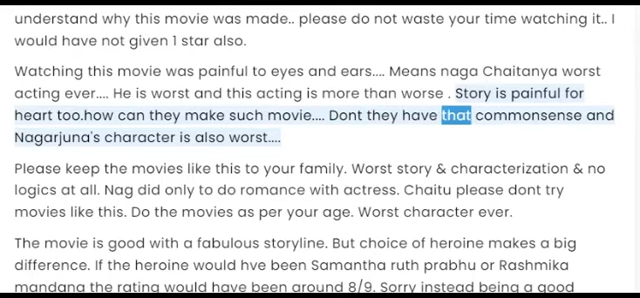 understand why this movie was made.. please do not waste your time watching it.. I
would have not given 1 star also.
Watching this movie was painful to eyes and ears.... Means naga Chaitanya worst
acting ever.... He is worst and this acting is more than worse . Story is painful for
heart too.how can they make such movie.... Dont they have that commonsense and
Nagarjuna's character is also worst....
Please keep the movies like this to your family. Worst story & characterization & no
logics at all. Nag did only to do romance with actress. Chaitu please dont try
movies like this. Do the movies as per your age. Worst character ever.
The movie is good with a fabulous storyline. But choice of heroine makes a big
difference. If the heroine would hve been Samantha ruth prabhu or Rashmika
mandana the rating would have been around 8/9. Sorry instead being a good